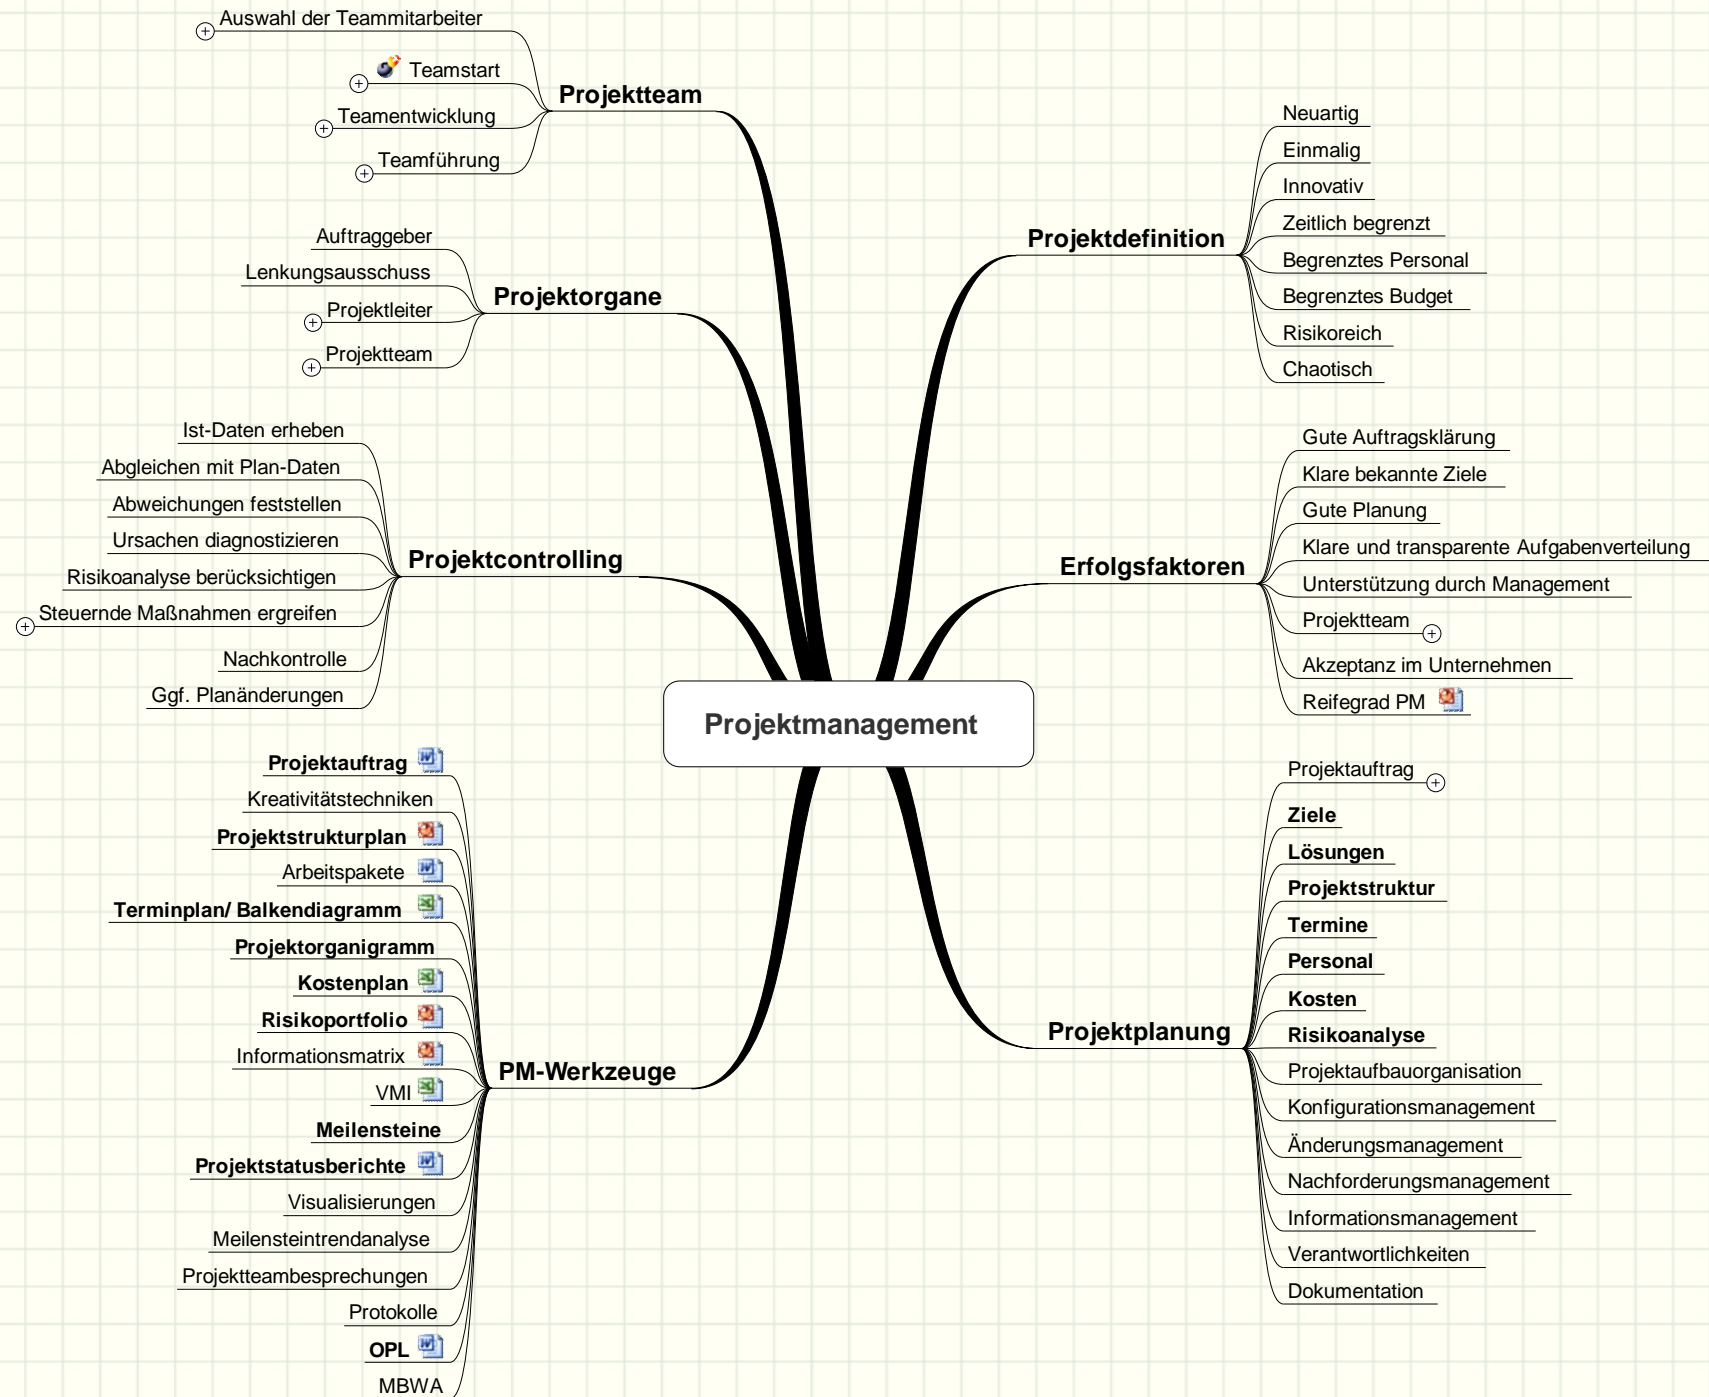 Auswahl der Teammitarbeiter
Teamstart
Teamentwicklung
Teamführung
Projektteam
Auftraggeber
Lenkungsausschuss
Projektleiter
Projektteam
Projektorgane
Ist-Daten erheben
Abgleichen mit Plan-Daten
Abweichungen feststellen
Ursachen diagnostizieren
Risikoanalyse berücksichtigen
Steuernde Maßnahmen ergreifen
Nachkontrolle
Ggf. Planänderungen
Projektcontrolling
Projektauftrag
Kreativitätstechniken
Projektstrukturplan
Arbeitspakete
Terminplan/ Balkendiagramm
Projektorganigramm
Kostenplan
Risikoportfolio
Informationsmatrix
VMI
Meilensteine
Projektstatusberichte
Visualisierungen
Meilensteintrendanalyse
Projektteambesprechungen
Protokolle
OPL
MBWA
PM-Werkzeuge
Projektmanagement
Projektdefinition
Neuartig
Einmalig
Innovativ
Zeitlich begrenzt
Begrenztes Personal
Begrenztes Budget
Risikoreich
Chaotisch
Erfolgsfaktoren
Gute Auftragsklärung
Klare bekannte Ziele
Gute Planung
Klare und transparente Aufgabenverteilung
Unterstützung durch Management
Projektteam
Akzeptanz im Unternehmen
Reifegrad PM
Projektplanung
Projektauftrag
Ziele
Lösungen
Projektstruktur
Termine
Personal
Kosten
Risikoanalyse
Projektaufbauorganisation
Konfigurationsmanagement
Änderungsmanagement
Nachforderungsmanagement
Informationsmanagement
Verantwortlichkeiten
Dokumentation